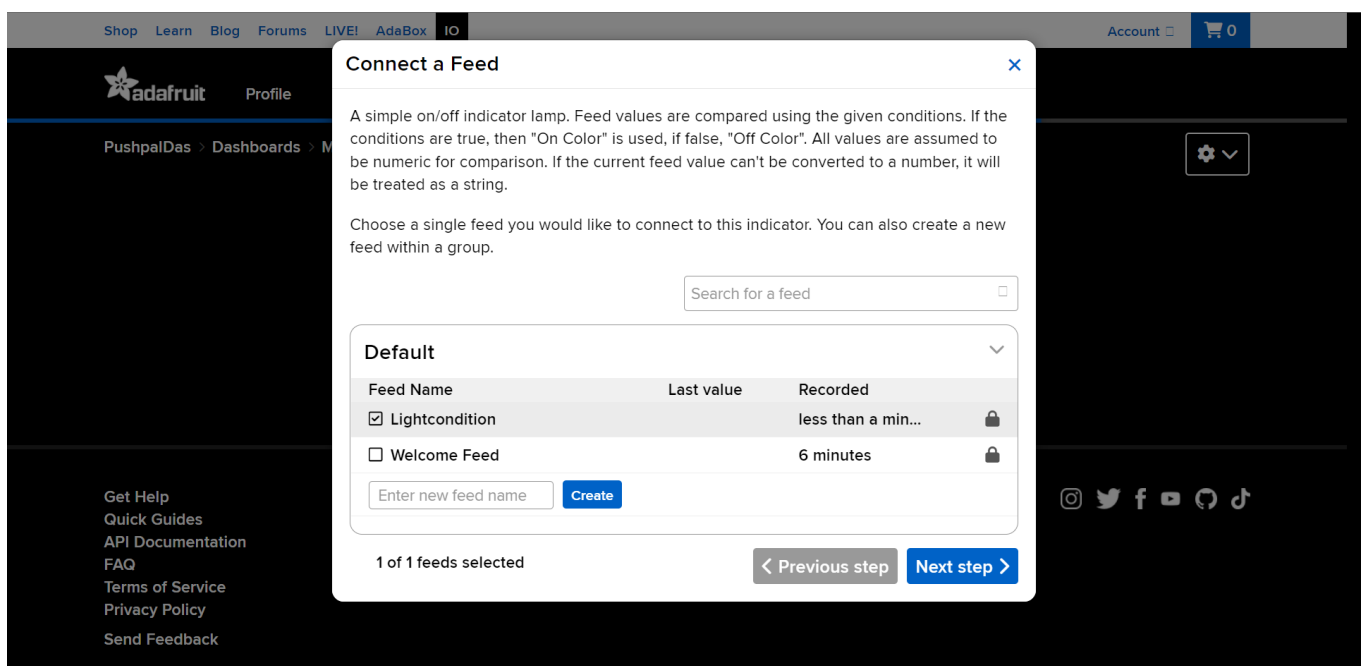 Shop Learn Blog Forums LIVE! AdaBox IO Account 0
Connect a Feed
adafruit Profile
A simple on/off indicator lamp. Feed values are compared using the given conditions. If the
conditions are true, then "On Color" is used, if false, "Off Color". All values are assumed to
be numeric for comparison. If the current feed value can't be converted to a number, it will
be treated as a string.
PushpalDas > Dashboards > M
Choose a single feed you would like to connect to this indicator. You can also create a new
feed within a group.
Search for a feed
Default
Feed Name Last value Recorded
Lightcondition less than a min...
Welcome Feed 6 minutes
Enter new feed name Create
1 of 1 feeds selected Previous step Next step
Get Help
Quick Guides
API Documentation
FAQ
Terms of Service
Privacy Policy
Send Feedback